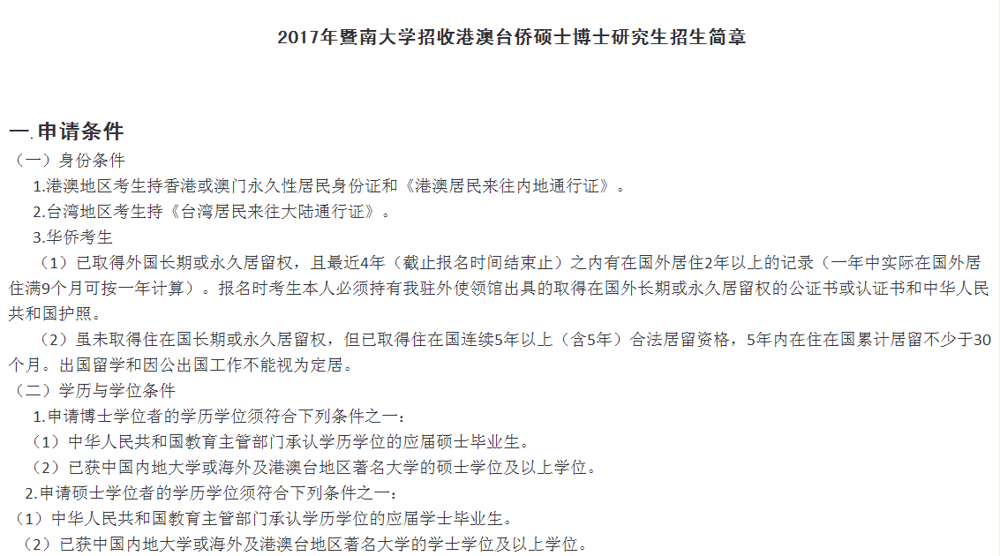 2017年暨南大学招收港澳台侨硕士博士研究生招生简章
一.申请条件
（一）身份条件
1.港澳地区考生持香港或澳门永久性居民身份证和《港澳居民来往内地通行证》。
2.台湾地区考生持《台湾居民来往大陆通行证》。
3.华侨考生
（1）已取得外国长期或永久居留权，且最近4年（截止报名时间结束止）之内有在国外居住2年以上的记录（一年中实际在国外居
住满9个月可按一年计算）。报名时考生本人必须持有我驻外使领馆出具的取得在国外长期或永久居留权的公证书或认证书和中华人民
共和国护照。
（2）虽未取得住在国长期或永久居留权，但已取得住在国连续5年以上（含5年）合法居留资格，5年内在住在国累计居留不少于30
个月。出国留学和因公出国工作不能视为定居。
（二）学历与学位条件
1.申请博士学位者的学历学位须符合下列条件之一：
（1）中华人民共和国教育主管部门承认学历学位的应届硕士毕业生。
（2）已获中国内地大学或海外及港澳台地区著名大学的硕士学位及以上学位。
2.申请硕士学位者的学历学位须符合下列条件之一：
（1）中华人民共和国教育主管部门承认学历学位的应届学士毕业生。
（2）已获中国内地大学或海外及港澳台地区著名大学的学士学位及以上学位。